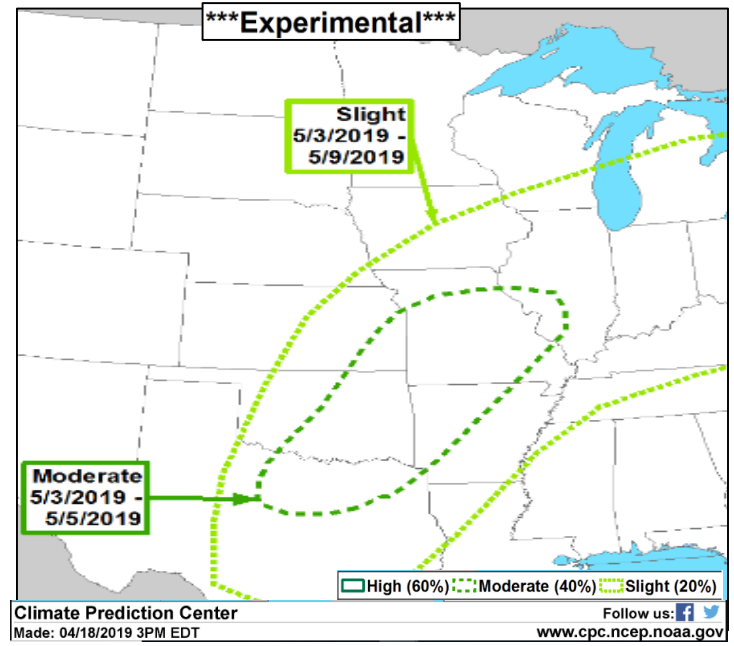 ***Experimental***
Slight
5/3/2019 -
5/9/2019
Moderate
5/3/2019 -
5/5/2019
High (60%) Moderate (40%) Slight (20%)
Climate Prediction Center
Follow us:
Made: 04/18/2019 3PM EDT
www.cpc.ncep.noaa.gov